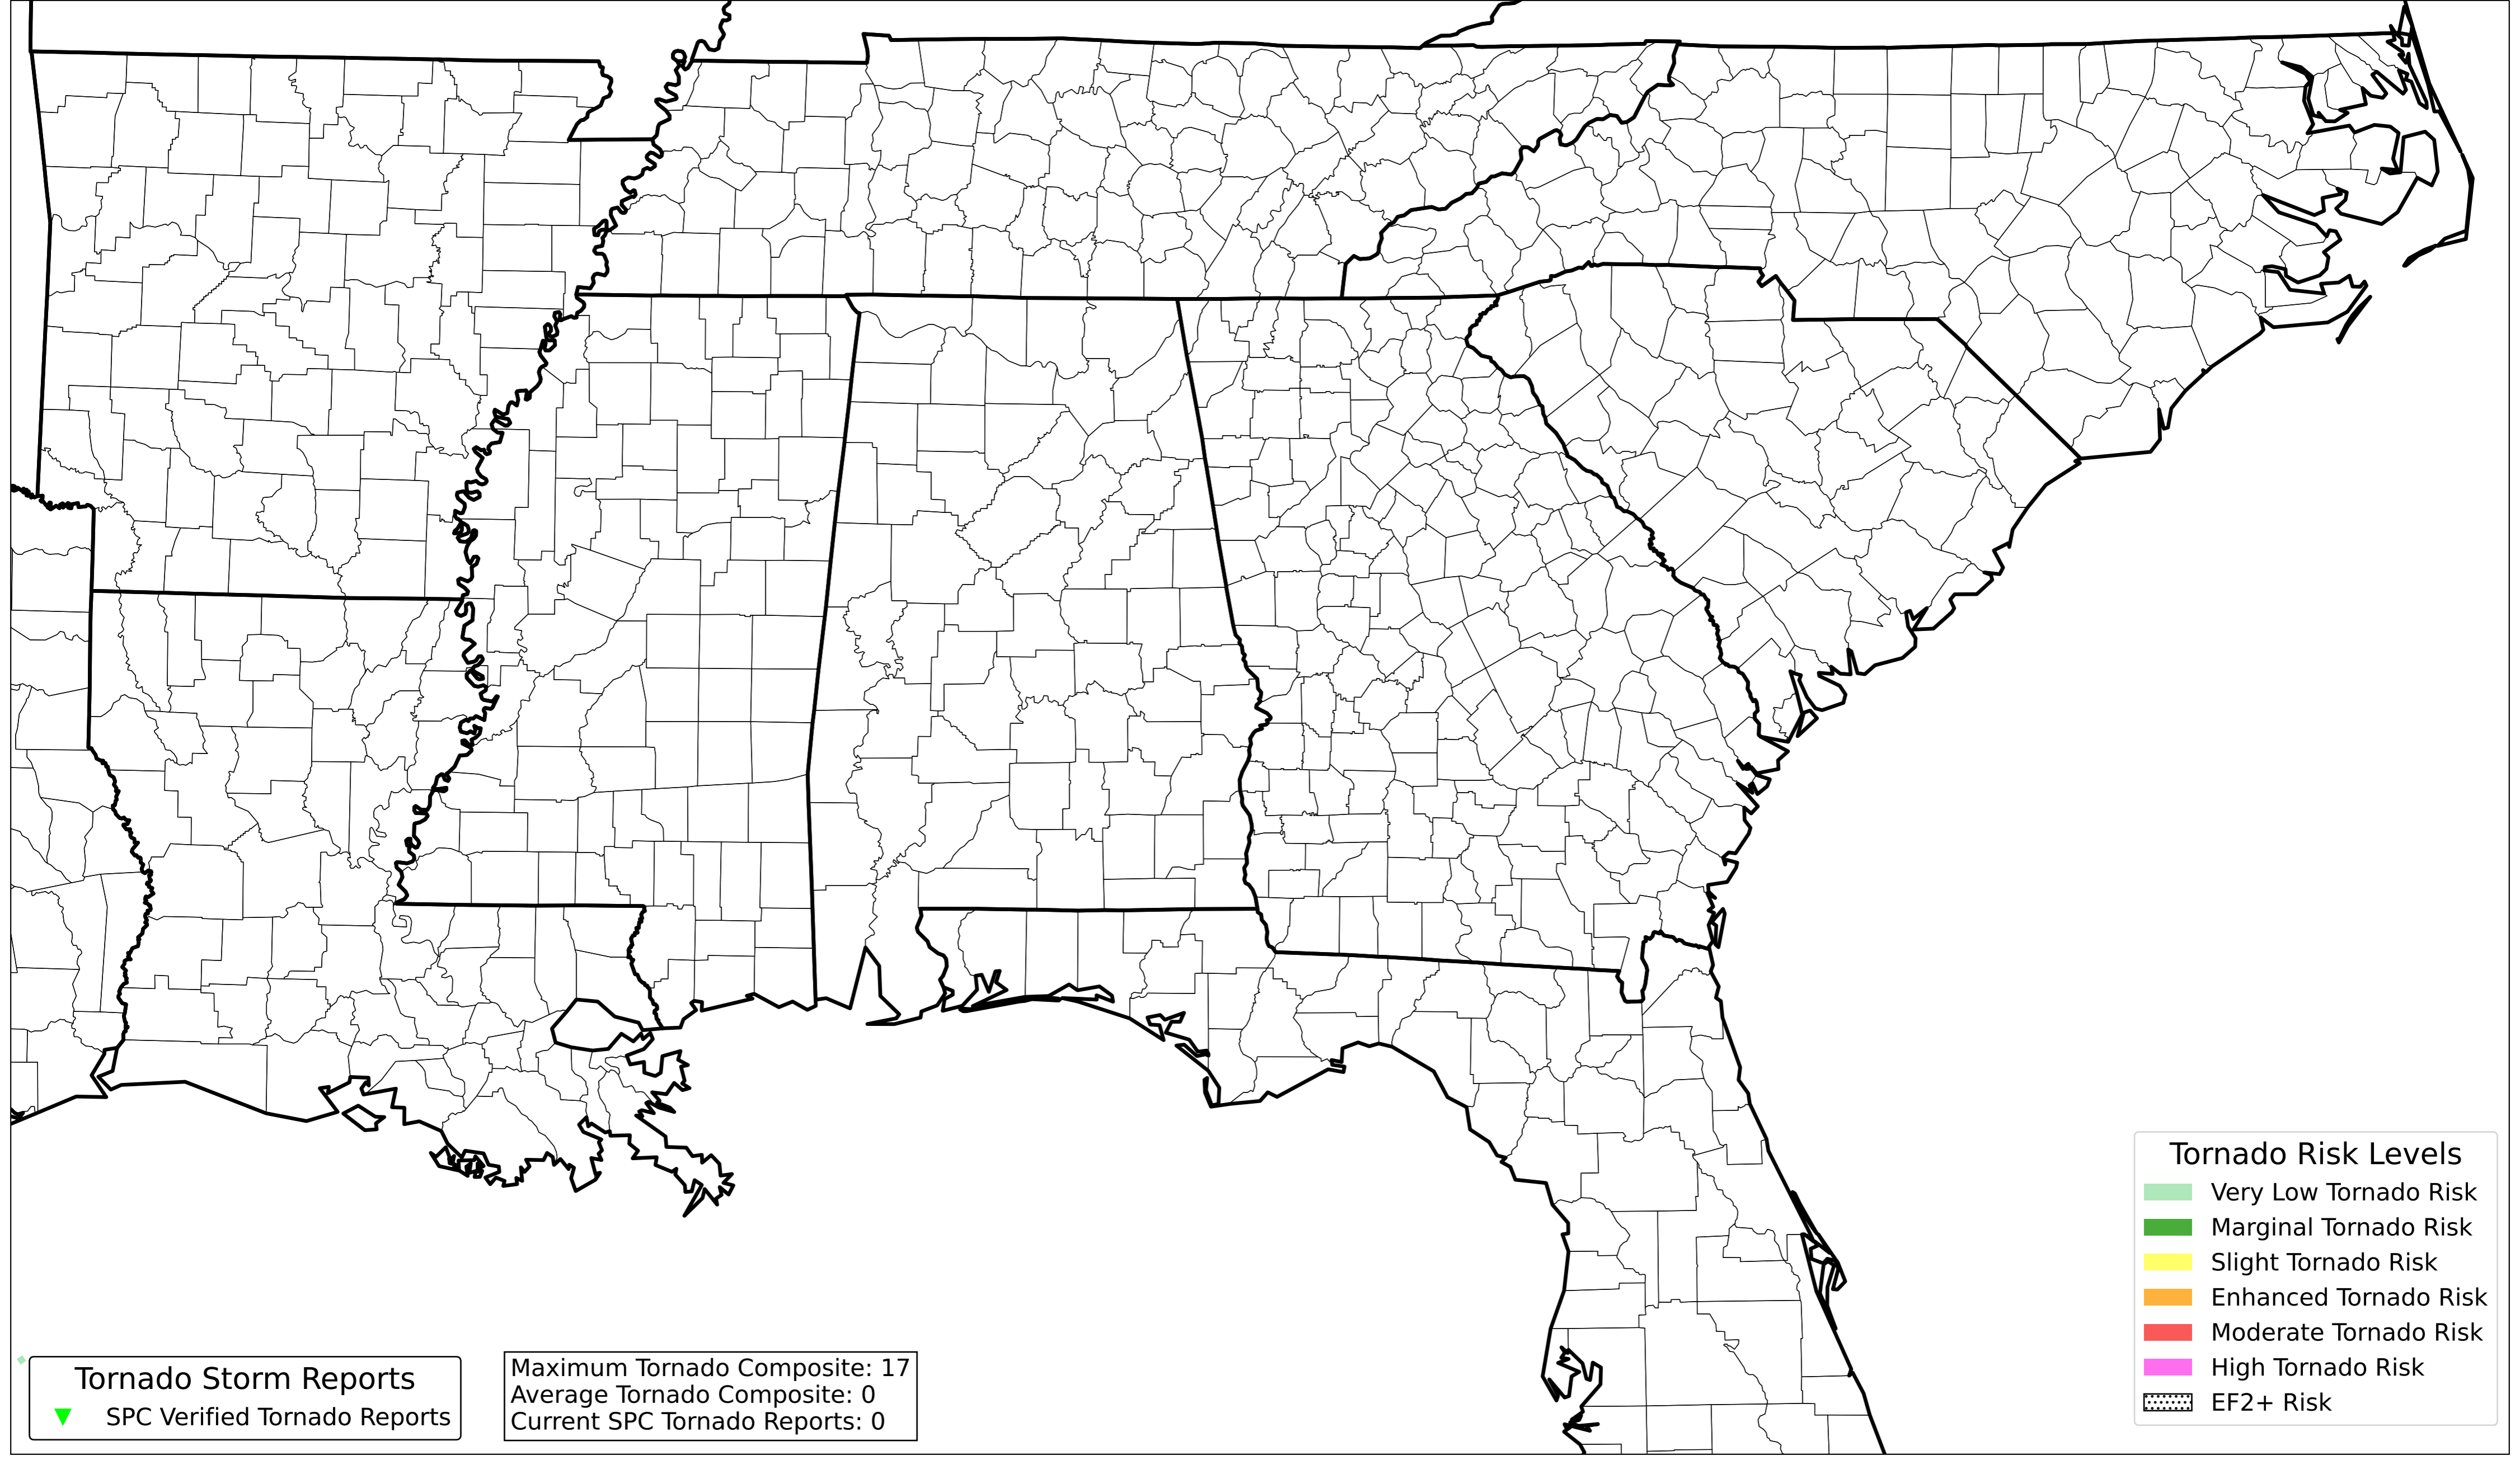 Tornado Risk Levels
Very Low Tornado Risk
Marginal Tornado Risk
Slight Tornado Risk
Enhanced Tornado Risk
Moderate Tornado Risk
High Tornado Risk
EF2+ Risk
Tornado Storm Reports
SPC Verified Tornado Reports
Maximum Tornado Composite: 17
Average Tornado Composite: 0
Current SPC Tornado Reports: 0